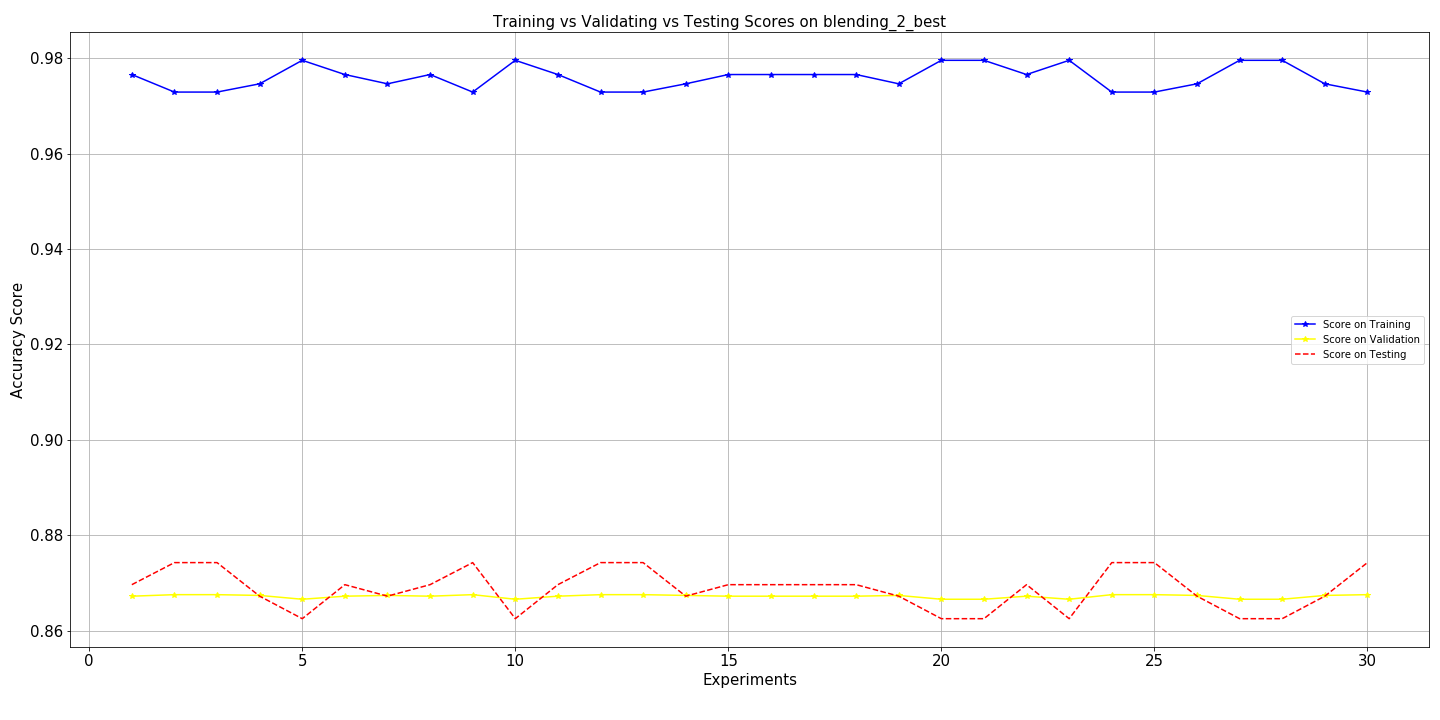 Training vs Validating vs Testing Scores on blending_2_best
0.98
0.96
0.94
0.92
0.90
0.88
0.86
Accuracy Score
Score on Training
Score on Validation
Score on Testing
0 5 10 15 20 25 30
Experiments